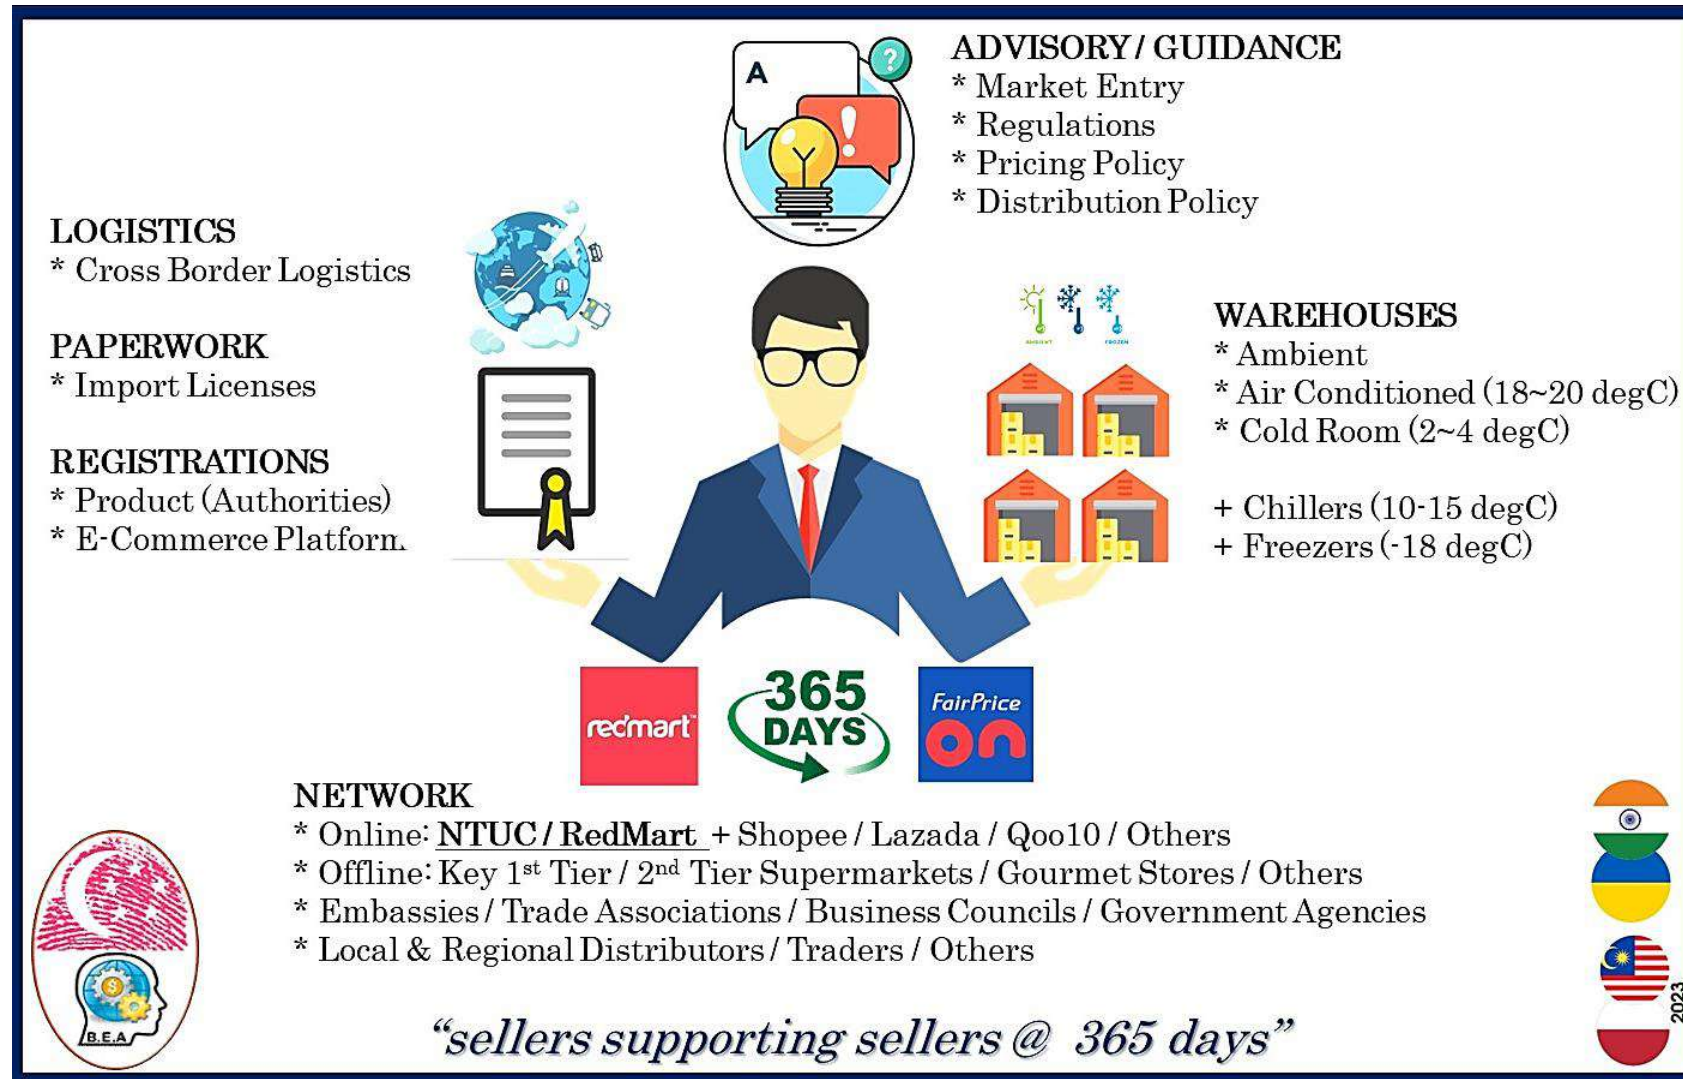 ADVISORY / GUIDANCE
* Market Entry
* Regulations
* Pricing Policy
* Distribution Policy
A
?
!
LOGISTICS
* Cross Border Logistics
PAPERWORK
* Import Licenses
REGISTRATIONS
* Product (Authorities)
* E-Commerce Platform
AMBIENT
FROZEN
WAREHOUSES
* Ambient
* Air Conditioned (18~20 degC)
* Cold Room (2~4 degC)
+ Chillers (10-15 degC)
+ Freezers (-18 degC)
redmart™
365
DAYS
FairPrice
on
NETWORK
* Online: NTUC / RedMart + Shopee / Lazada / Qoo10 / Others
* Offline: Key 1st Tier / 2nd Tier Supermarkets / Gourmet Stores / Others
* Embassies / Trade Associations / Business Councils / Government Agencies
* Local & Regional Distributors / Traders / Others
$
B.E.A
“sellers supporting sellers @ 365 days”
2023